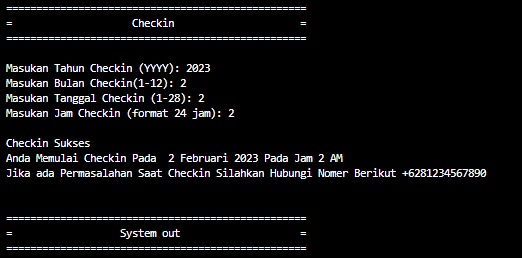 ==================================================
=                    Checkin                     =
==================================================
Masukan Tahun Checkin (YYYY): 2023
Masukan Bulan Checkin(1-12): 2
Masukan Tanggal Checkin (1-28): 2
Masukan Jam Checkin (format 24 jam): 2
Checkin Sukses
Anda Memulai Checkin Pada  2 Februari 2023 Pada Jam 2 AM
Jika ada Permasalahan Saat Checkin Silahkan Hubungi Nomer Berikut +6281234567890
==================================================
=                  System out                    =
==================================================